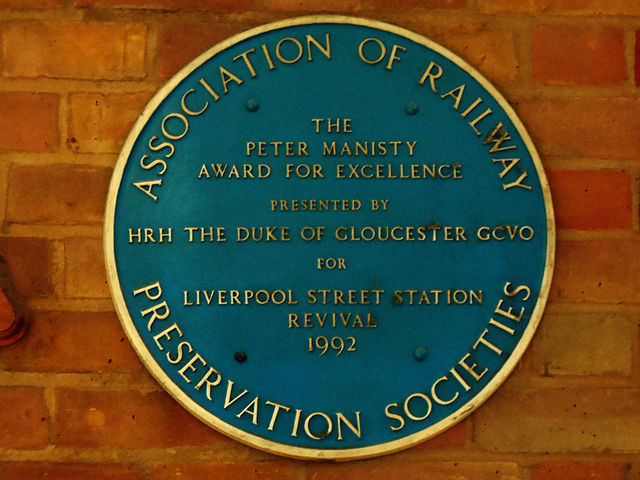 ASSOCIATION OF RAILWAY
THE
PETER MANISTY
AWARD FOR EXCELLENCE
PRESENTED BY
HRH THE DUKE OF GLOUCESTER GCVO
FOR
LIVERPOOL STREET STATION
REVIVAL
1992
PRESERVATION SOCIETIES